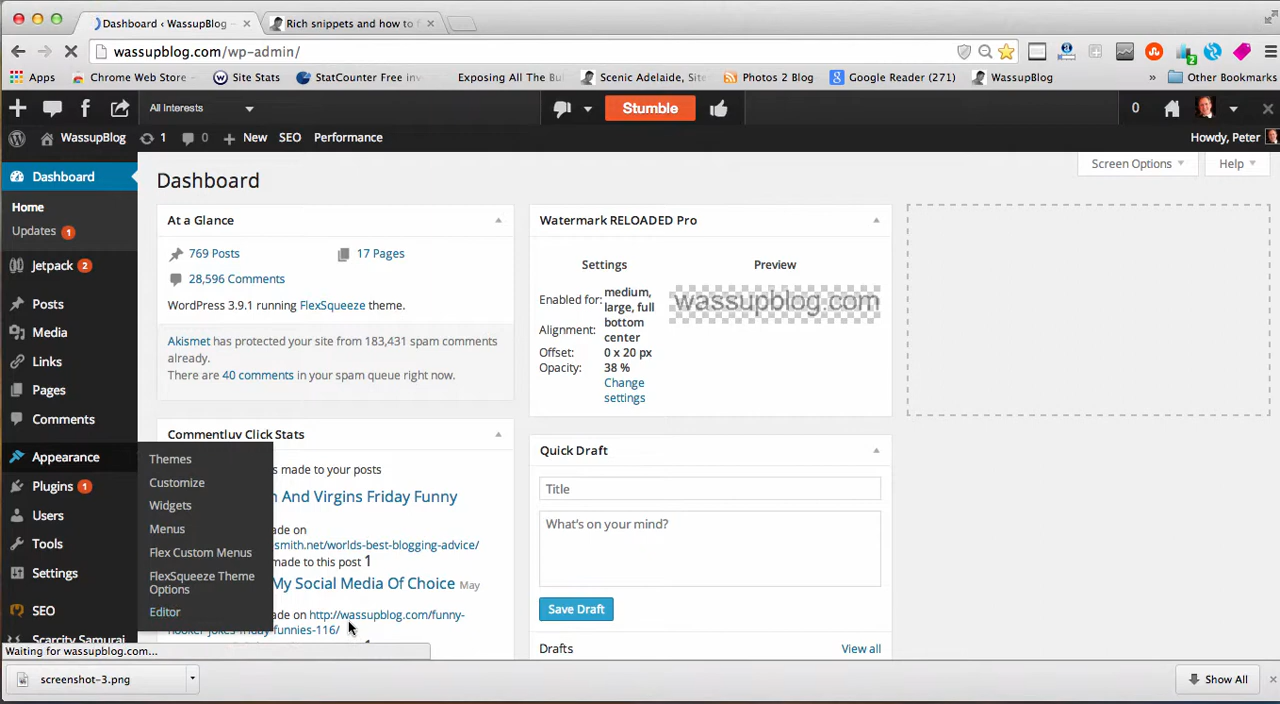 Dashboard ‹ WassupBlog
Rich snippets and how to f
wassupblog.com/wp-admin/
Apps
Chrome Web Store
Site Stats
StatCounter Free inv
Exposing All The Bu
Scenic Adelaide, So
Photos 2 Blog
Google Reader (271)
WassupBlog
»
Other Bookmarks
All Interests
Stumble
0
WassupBlog
1
0
New
SEO
Performance
Howdy, Peter
Dashboard
Home
Updates 1
Jetpack 2
Posts
Media
Links
Pages
Comments
Appearance
Plugins 1
Users
Tools
Settings
SEO
Scarcity Samurai
Themes
Customize
Widgets
Menus
Flex Custom Menus
FlexSqueeze Theme
Options
Editor
Screen Options
Help
Dashboard
At a Glance
769 Posts
17 Pages
28,596 Comments
WordPress 3.9.1 running FlexSqueeze theme.
Akismet has protected your site from 183,431 spam comments
already.
There are 40 comments in your spam queue right now.
Commentluv Click Stats
s made to your posts
n And Virgins Friday Funny
ade on
smith.net/worlds-best-blogging-advice/
made to this post 1
My Social Media Of Choice May
ade on http://wassupblog.com/funny-
hooker-jokes-friday-funnies-116/
Watermark RELOADED Pro
Settings
Preview
Enabled for: medium,
large, full
Alignment: bottom
center
Offset: 0 x 20 px
Opacity: 38 %
Change
settings
wassupblog.com
Quick Draft
Title
What's on your mind?
Save Draft
Drafts
View all
Waiting for wassupblog.com...
screenshot-3.png
Show All